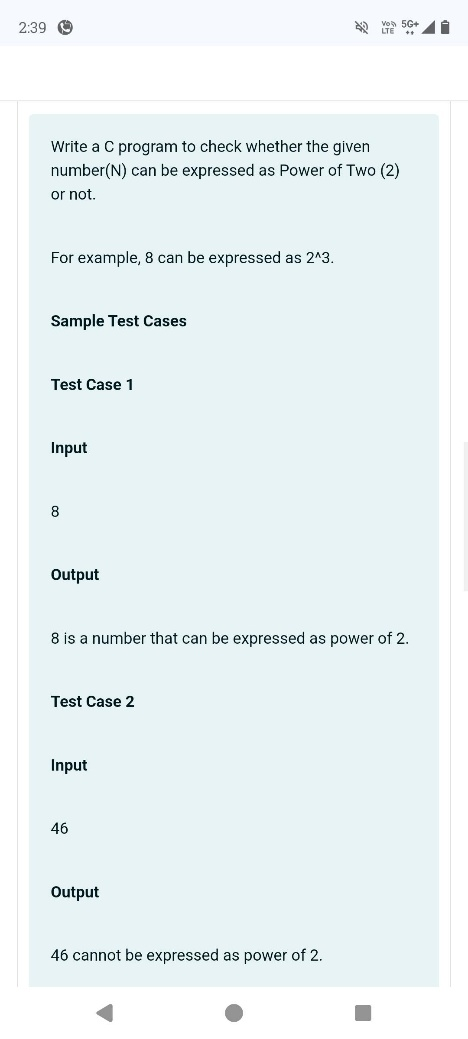 2:39
Vo
LTE
5G+
Write a C program to check whether the given
number(N) can be expressed as Power of Two (2)
or not.
For example, 8 can be expressed as 2^3.
Sample Test Cases
Test Case 1
Input
8
Output
8 is a number that can be expressed as power of 2.
Test Case 2
Input
46
Output
46 cannot be expressed as power of 2.